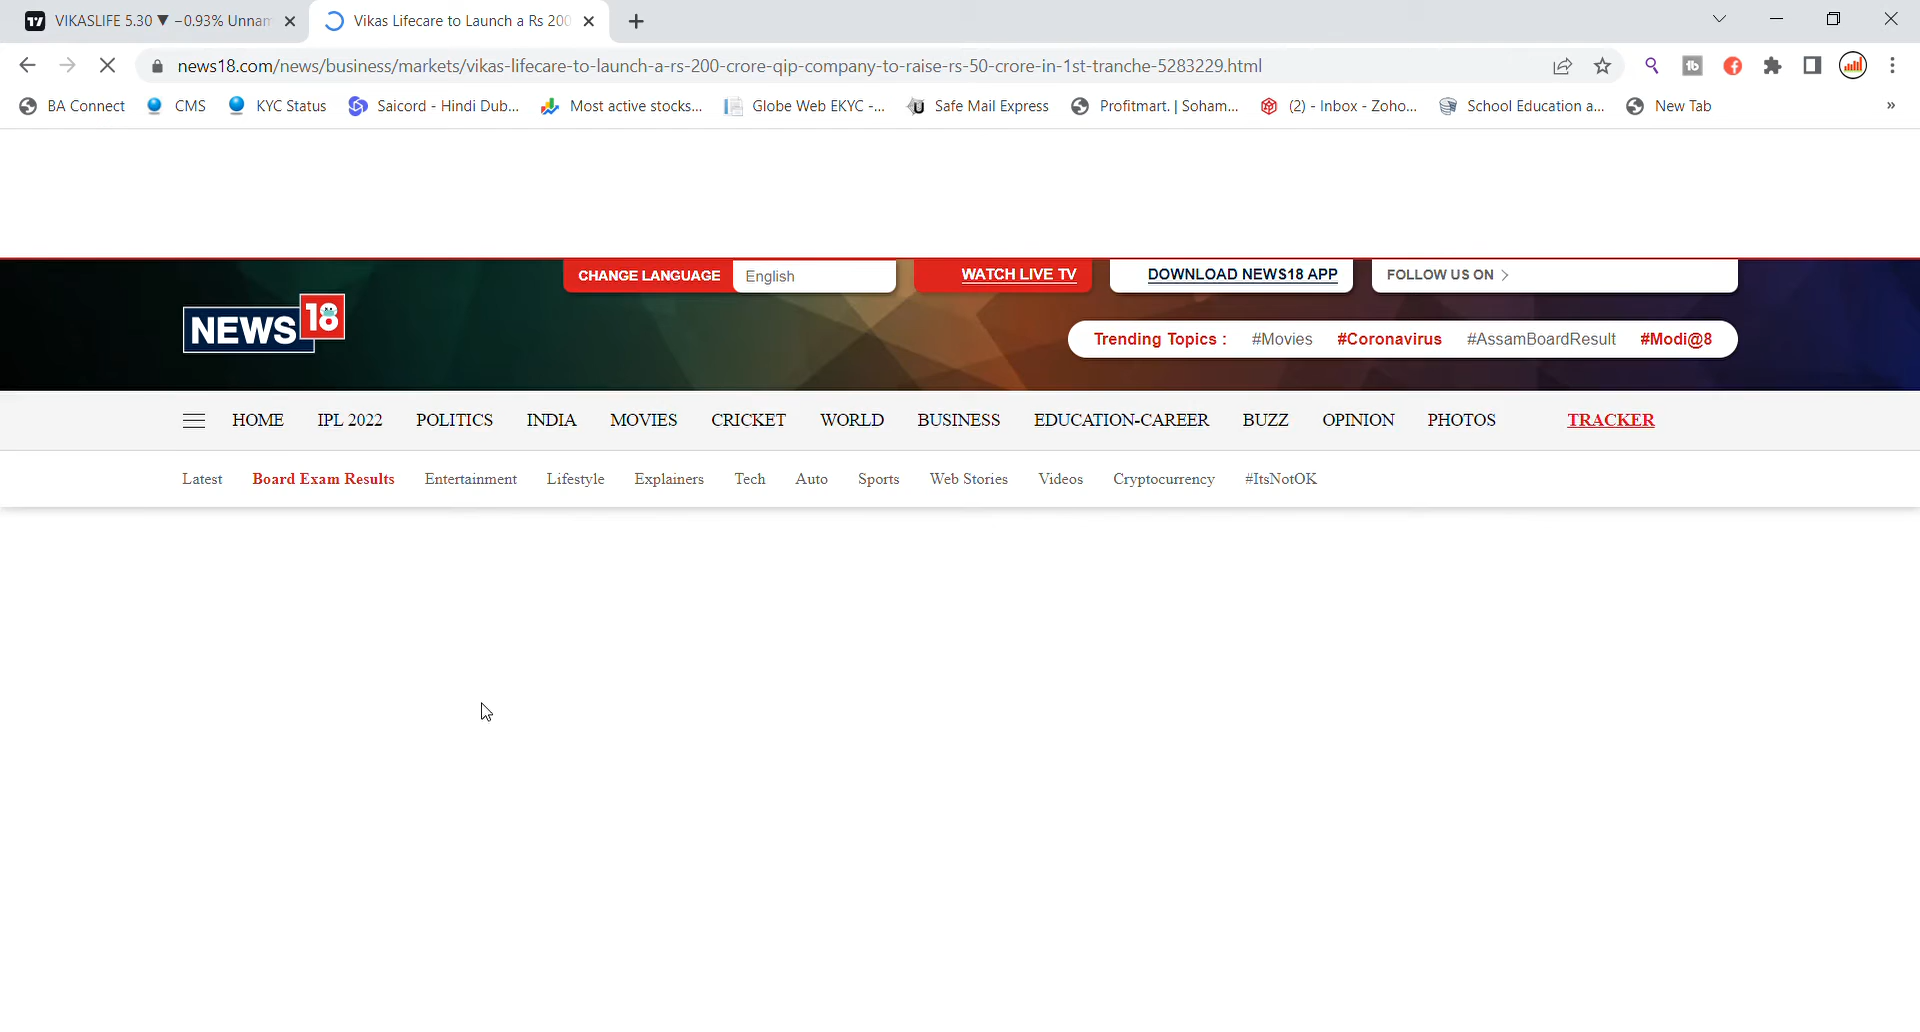 VIKASLIFE 5.30 ▼ −0.93% Unnam
Vikas Lifecare to Launch a Rs 200
news18.com/news/business/markets/vikas-lifecare-to-launch-a-rs-200-crore-qip-company-to-raise-rs-50-crore-in-1st-tranche-5283229.html
BA Connect CMS KYC Status Saicord - Hindi Dub... Most active stocks... Globe Web EKYC -... Safe Mail Express Profitmart. | Soham... (2) - Inbox - Zoho... School Education a... New Tab »
CHANGE LANGUAGE English WATCH LIVE TV DOWNLOAD NEWS18 APP FOLLOW US ON >
NEWS 18
Trending Topics : #Movies #Coronavirus #AssamBoardResult #Modi@8
HOME IPL 2022 POLITICS INDIA MOVIES CRICKET WORLD BUSINESS EDUCATION-CAREER BUZZ OPINION PHOTOS TRACKER
Latest Board Exam Results Entertainment Lifestyle Explainers Tech Auto Sports Web Stories Videos Cryptocurrency #ItsNotOK